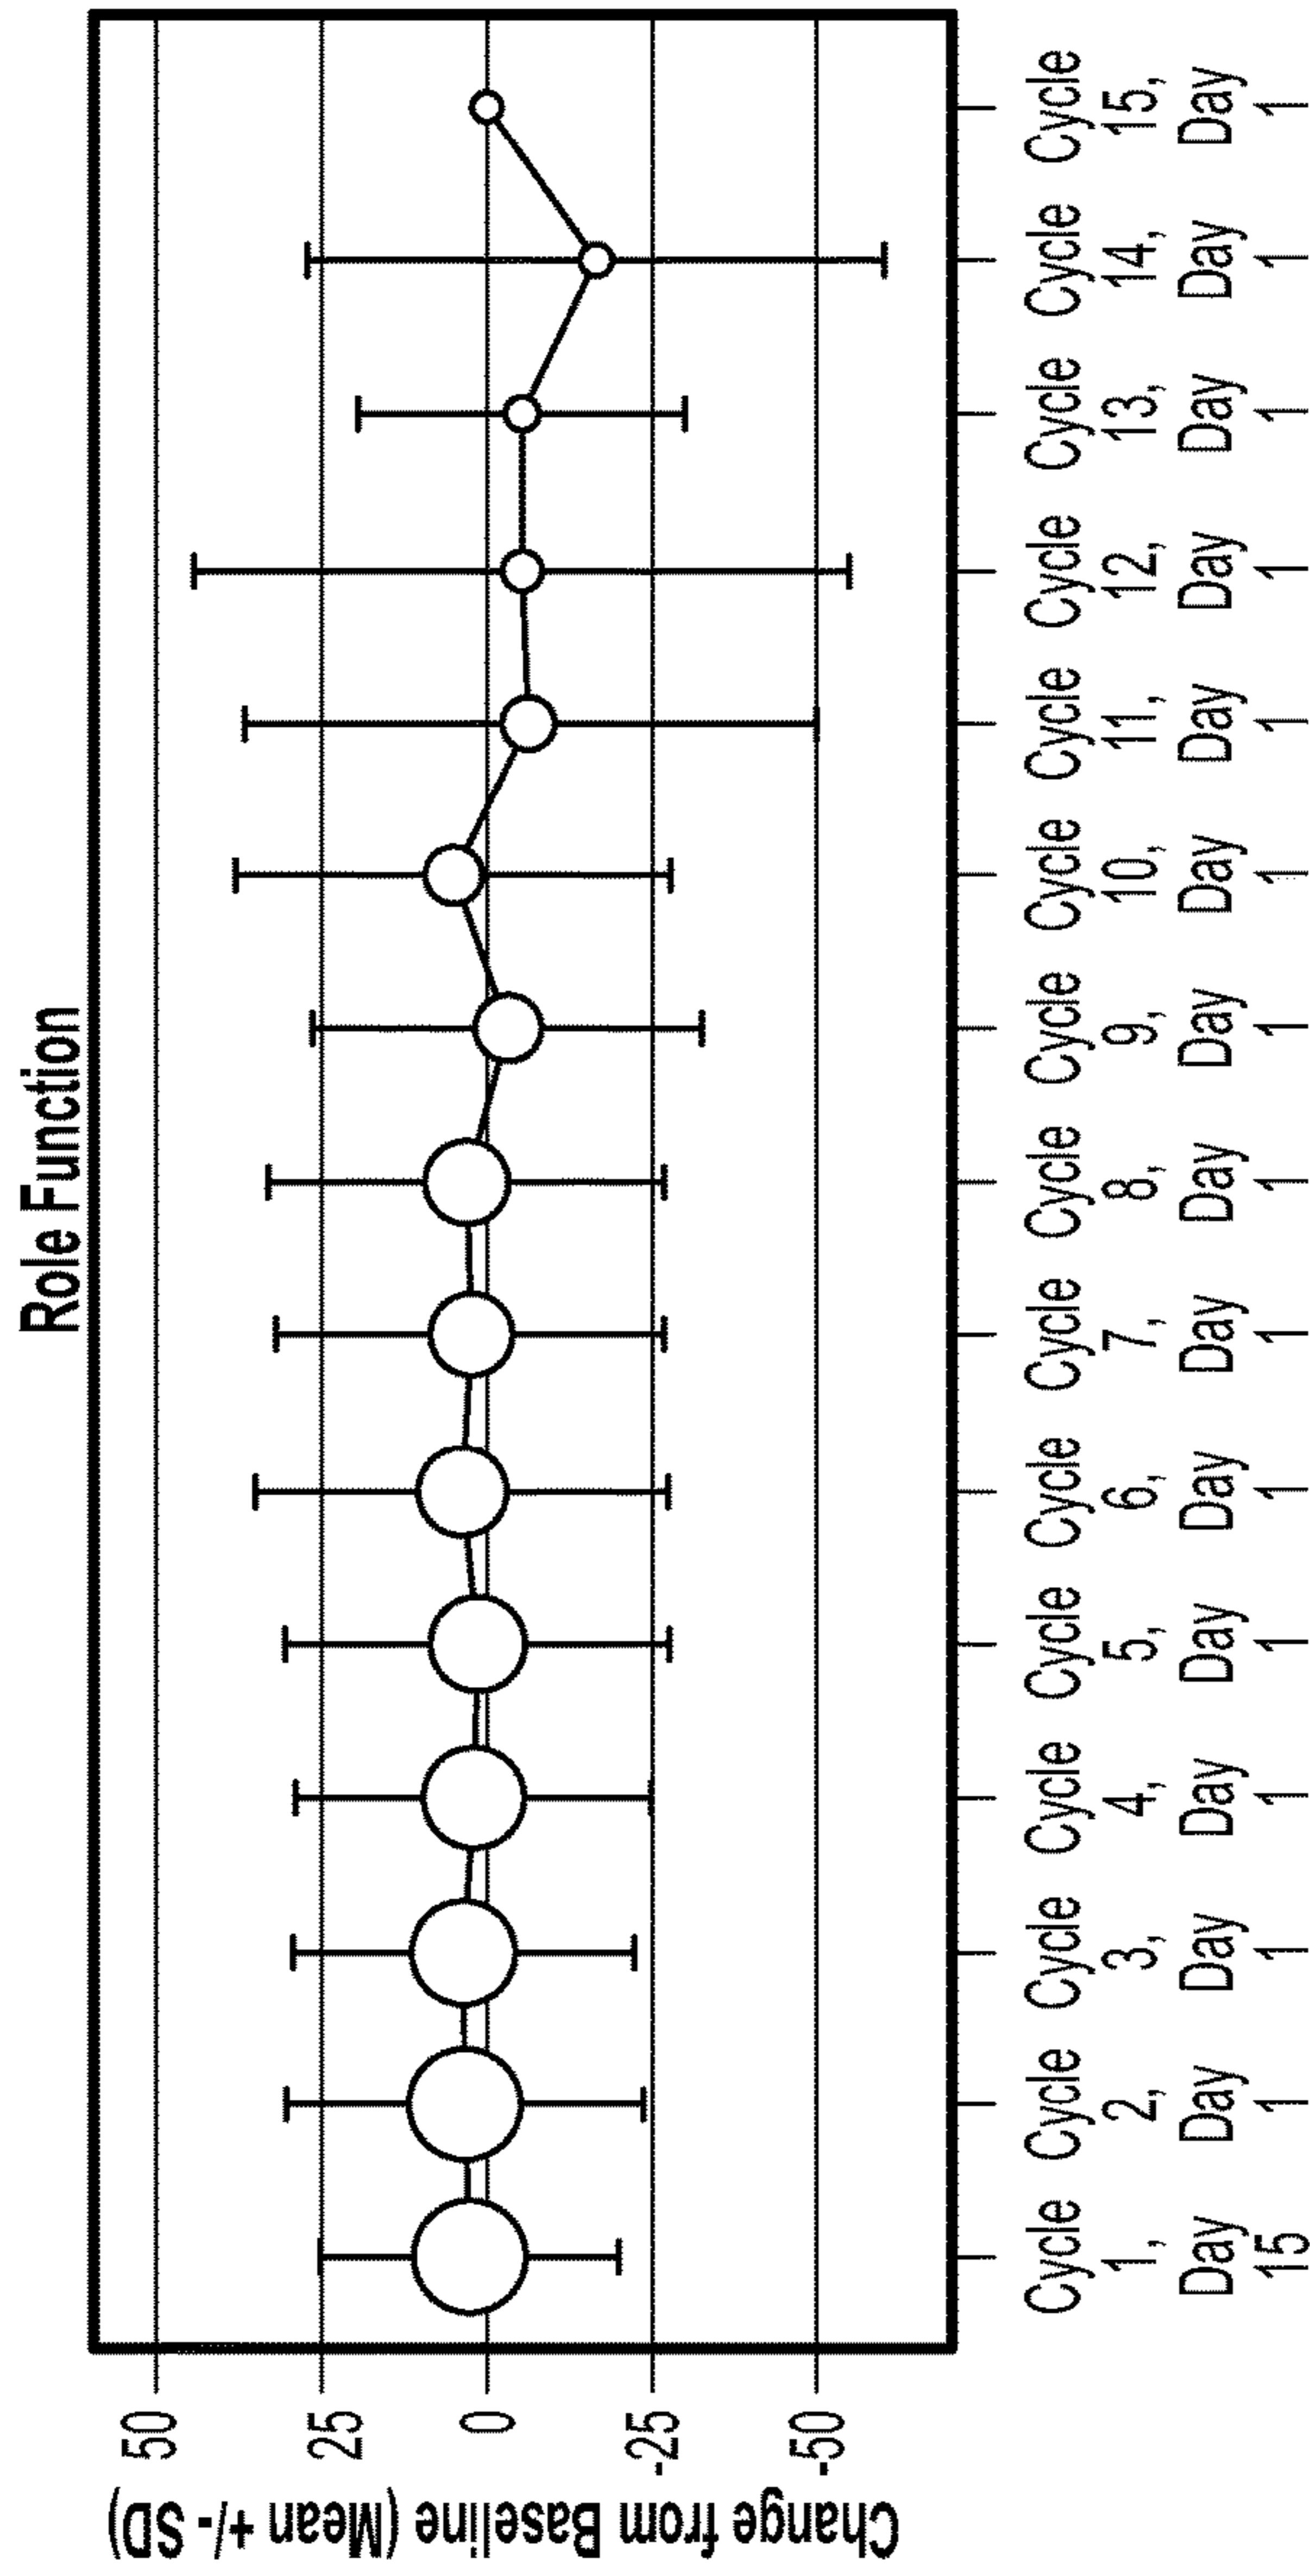 Role Function
Change from Baseline (Mean +/- SD)
50
25
0
-25
-50
Cycle
1,
Day
15
Cycle
2,
Day
1
Cycle
3,
Day
1
Cycle
4,
Day
1
Cycle
5,
Day
1
Cycle
6,
Day
1
Cycle
7,
Day
1
Cycle
8,
Day
1
Cycle
9,
Day
1
Cycle
10,
Day
1
Cycle
11,
Day
1
Cycle
12,
Day
1
Cycle
13,
Day
1
Cycle
14,
Day
1
Cycle
15,
Day
1